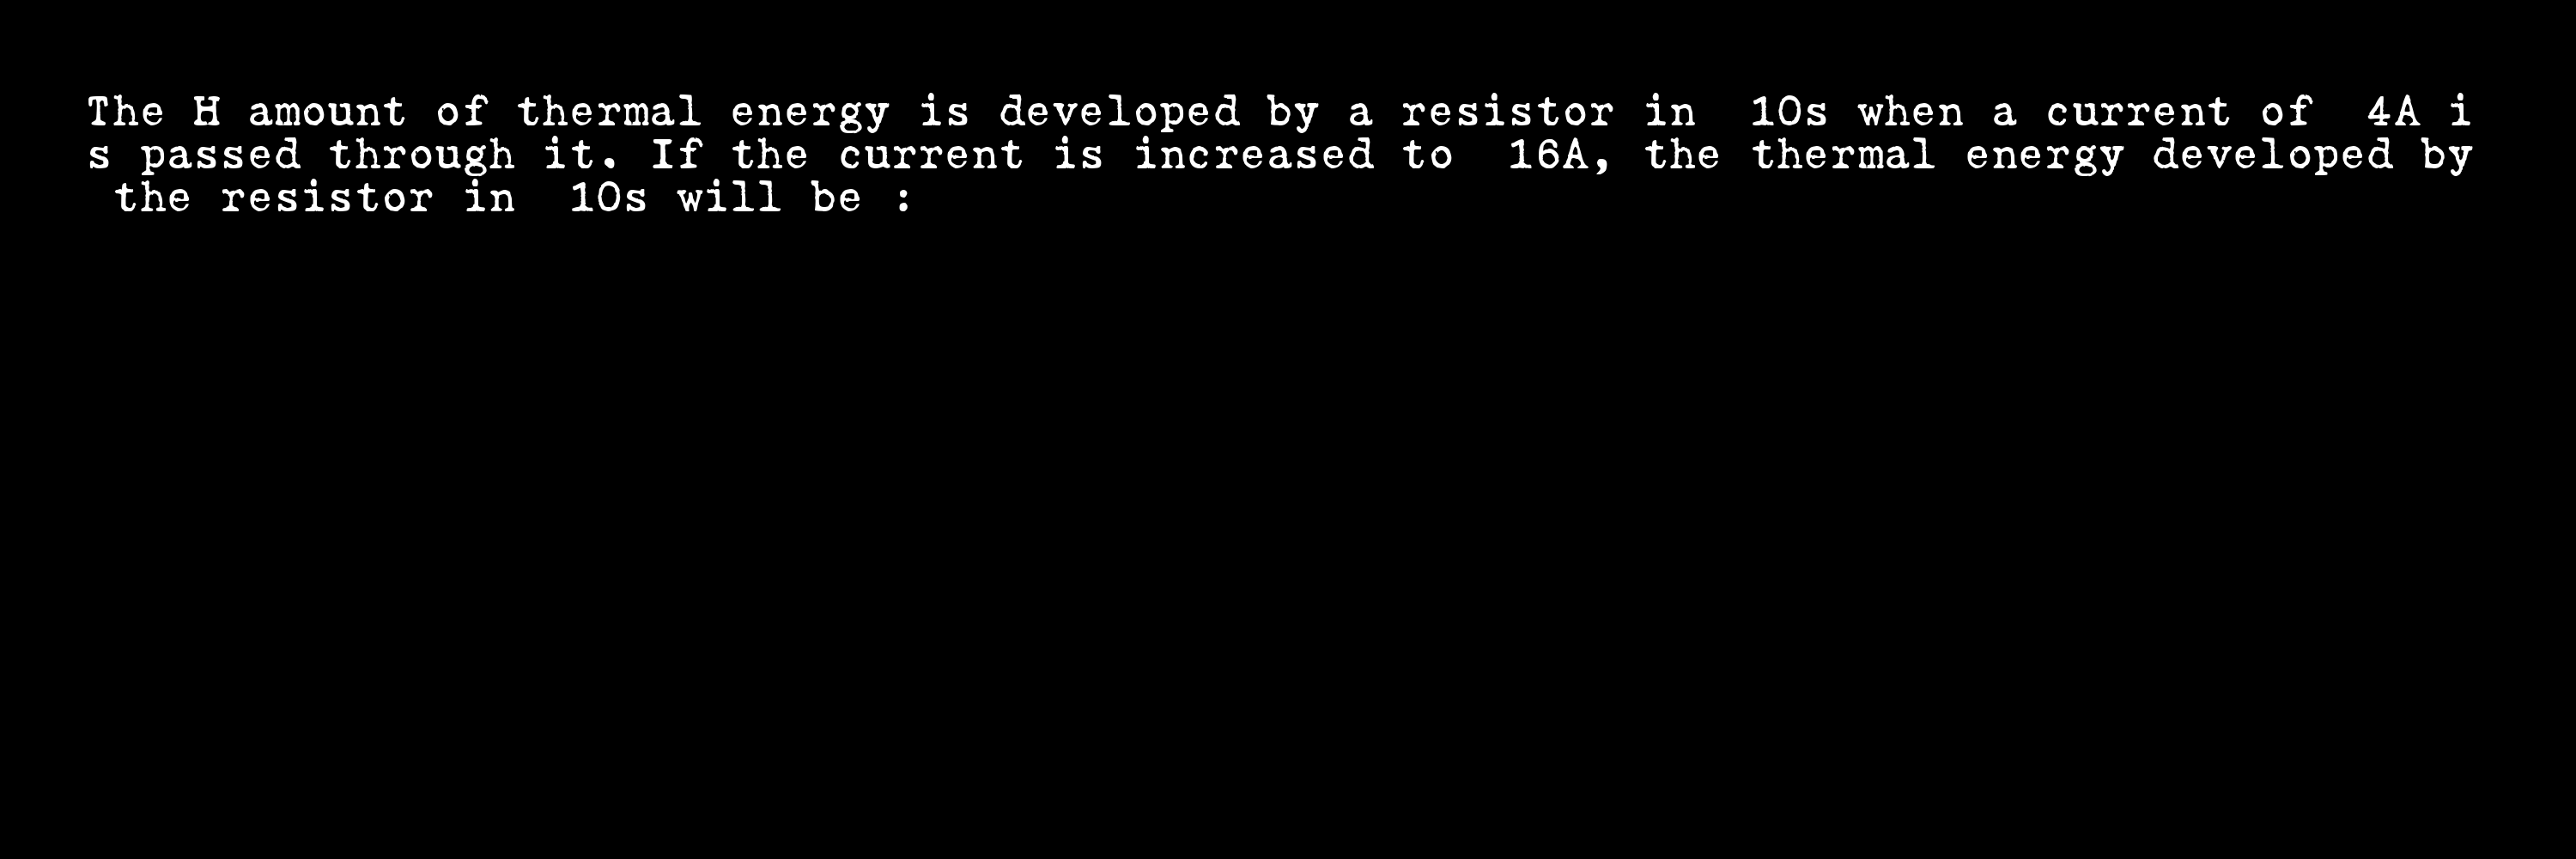 The H amount of thermal energy is developed by a resistor in  10s when a current of  4A i
s passed through it. If the current is increased to  16A, the thermal energy developed by
 the resistor in  10s will be :